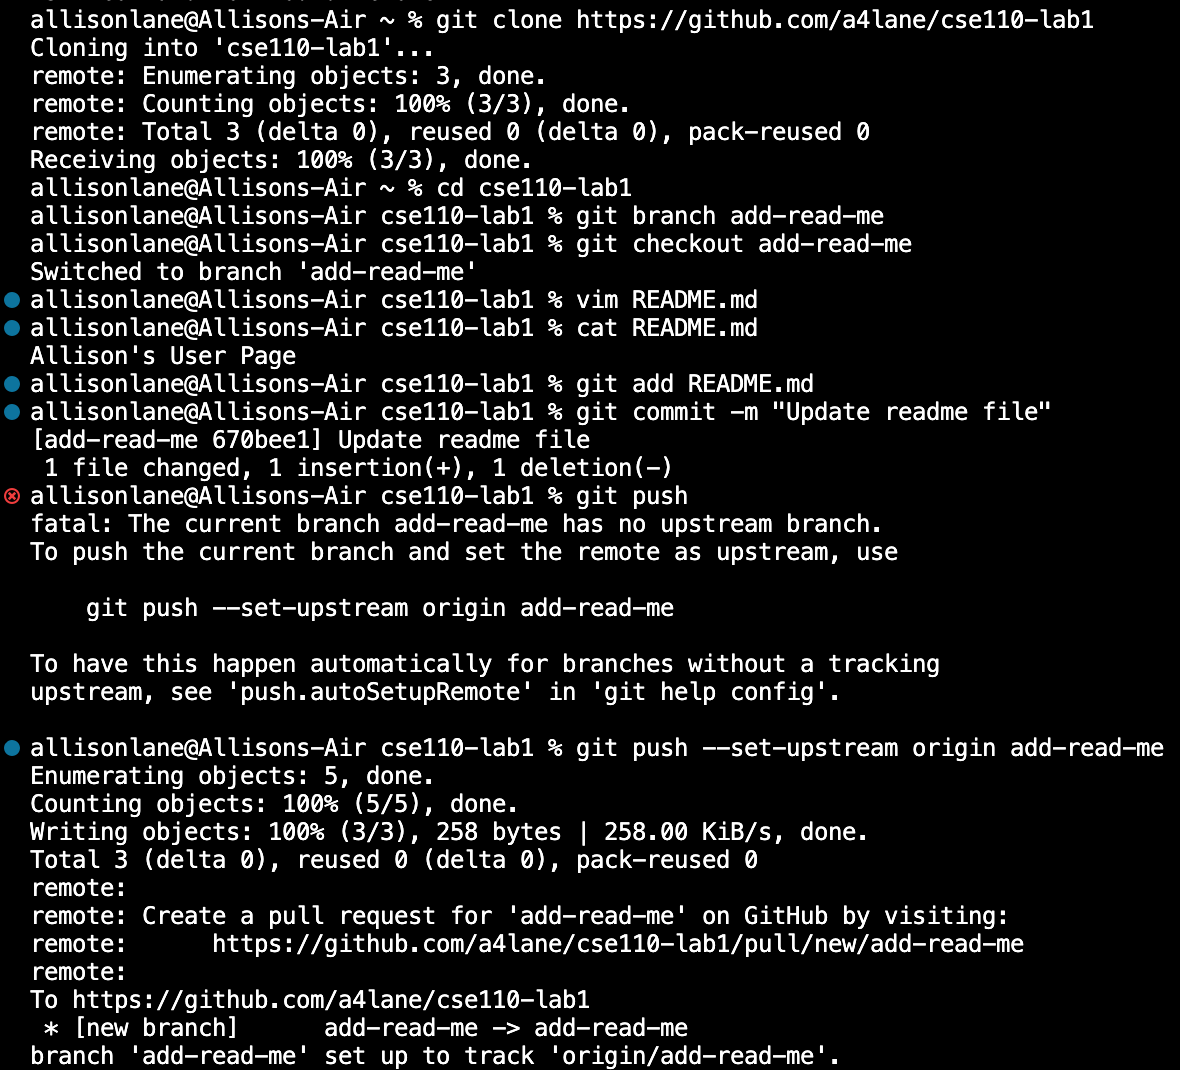 allisonlane@Allisons-Air ~ % git clone https://github.com/a4lane/cse110-lab1
Cloning into 'cse110-lab1'...
remote: Enumerating objects: 3, done.
remote: Counting objects: 100% (3/3), done.
remote: Total 3 (delta 0), reused 0 (delta 0), pack-reused 0
Receiving objects: 100% (3/3), done.
allisonlane@Allisons-Air ~ % cd cse110-lab1
allisonlane@Allisons-Air cse110-lab1 % git branch add-read-me
allisonlane@Allisons-Air cse110-lab1 % git checkout add-read-me
Switched to branch 'add-read-me'
allisonlane@Allisons-Air cse110-lab1 % vim README.md
allisonlane@Allisons-Air cse110-lab1 % cat README.md
Allison's User Page
allisonlane@Allisons-Air cse110-lab1 % git add README.md
allisonlane@Allisons-Air cse110-lab1 % git commit -m "Update readme file"
[add-read-me 670bee1] Update readme file
 1 file changed, 1 insertion(+), 1 deletion(-)
allisonlane@Allisons-Air cse110-lab1 % git push
fatal: The current branch add-read-me has no upstream branch.
To push the current branch and set the remote as upstream, use

    git push --set-upstream origin add-read-me

To have this happen automatically for branches without a tracking
upstream, see 'push.autoSetupRemote' in 'git help config'.

allisonlane@Allisons-Air cse110-lab1 % git push --set-upstream origin add-read-me
Enumerating objects: 5, done.
Counting objects: 100% (5/5), done.
Writing objects: 100% (3/3), 258 bytes | 258.00 KiB/s, done.
Total 3 (delta 0), reused 0 (delta 0), pack-reused 0
remote:
remote: Create a pull request for 'add-read-me' on GitHub by visiting:
remote:      https://github.com/a4lane/cse110-lab1/pull/new/add-read-me
remote:
To https://github.com/a4lane/cse110-lab1
 * [new branch]      add-read-me -> add-read-me
branch 'add-read-me' set up to track 'origin/add-read-me'.